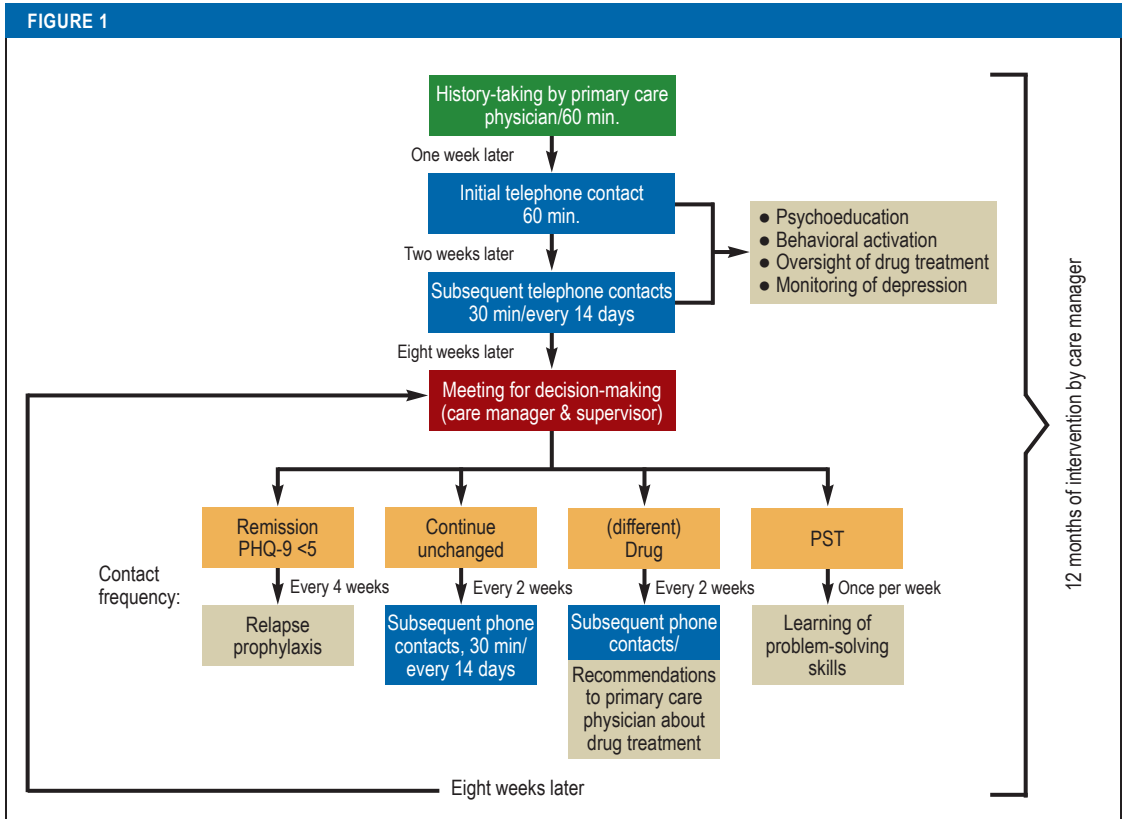 FIGURE 1
History-taking by primary care
physician/60 min.
One week later
Initial telephone contact
60 min.
● Psychoeducation
● Behavioral activation
● Oversight of drug treatment
● Monitoring of depression
Two weeks later
Subsequent telephone contacts
30 min/every 14 days
Eight weeks later
Meeting for decision-making
(care manager & supervisor)
Remission
PHQ-9 <5
Continue
unchanged
(different)
Drug
PST
Contact
frequency:
Every 4 weeks
Every 2 weeks
Every 2 weeks
Once per week
Relapse
prophylaxis
Subsequent phone
contacts, 30 min/
every 14 days
Subsequent phone
contacts/
Recommendations
to primary care
physician about
drug treatment
Learning of
problem-solving
skills
Eight weeks later
12 months of intervention by care manager